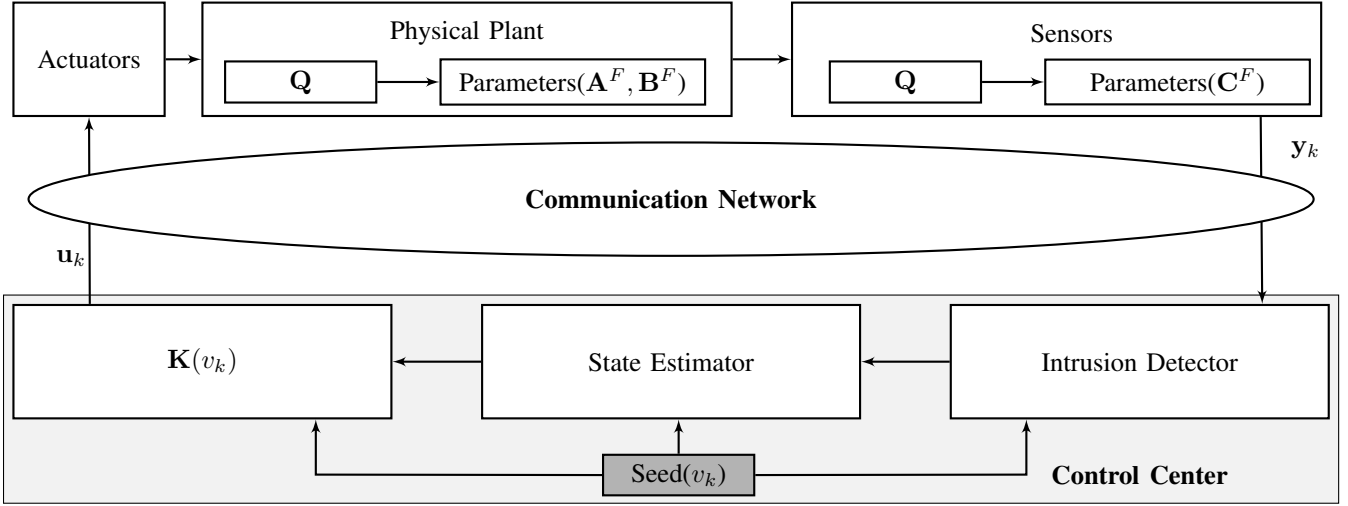 Actuators
Physical Plant
Q
Parameters(A^F, B^F)
Sensors
Q
Parameters(C^F)
y_k
Communication Network
u_k
K(v_k)
State Estimator
Intrusion Detector
Seed(v_k)
Control Center